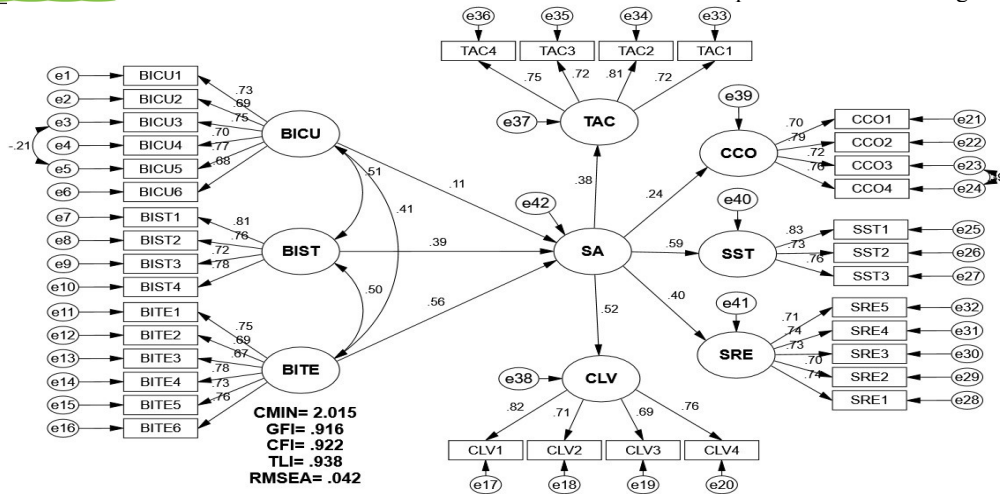 e36 e35 e34 e33
TAC4 TAC3 TAC2 TAC1
.75 .72 .81 .72
e37 TAC
e1 BICU1 .73
e2 BICU2 .69
e3 BICU3 .75
e4 BICU4 .70
e5 BICU5 .77
e6 BICU6 .68
-.21
BICU
.51
.41
.11
e7 BIST1 .81
e8 BIST2 .76
e9 BIST3 .72
e10 BIST4 .78
BIST
.39
.50
e11 BITE1 .75
e12 BITE2 .69
e13 BITE3 .67
e14 BITE4 .78
e15 BITE5 .73
e16 BITE6 .76
BITE
.56
CMIN= 2.015
GFI= .916
CFI= .922
TLI= .938
RMSEA= .042
e42
SA
.38
.24
.59
.40
.52
e39
CCO
.70 CCO1 e21
.79 CCO2 e22
.72 CCO3 e23
.76 CCO4 e24
e40
SST
.83 SST1 e25
.73 SST2 e26
.76 SST3 e27
e41
SRE
.71 SRE5 e32
.74 SRE4 e31
.73 SRE3 e30
.70 SRE2 e29
.74 SRE1 e28
e38 CLV
.82 .71 .69 .76
CLV1 CLV2 CLV3 CLV4
e17 e18 e19 e20